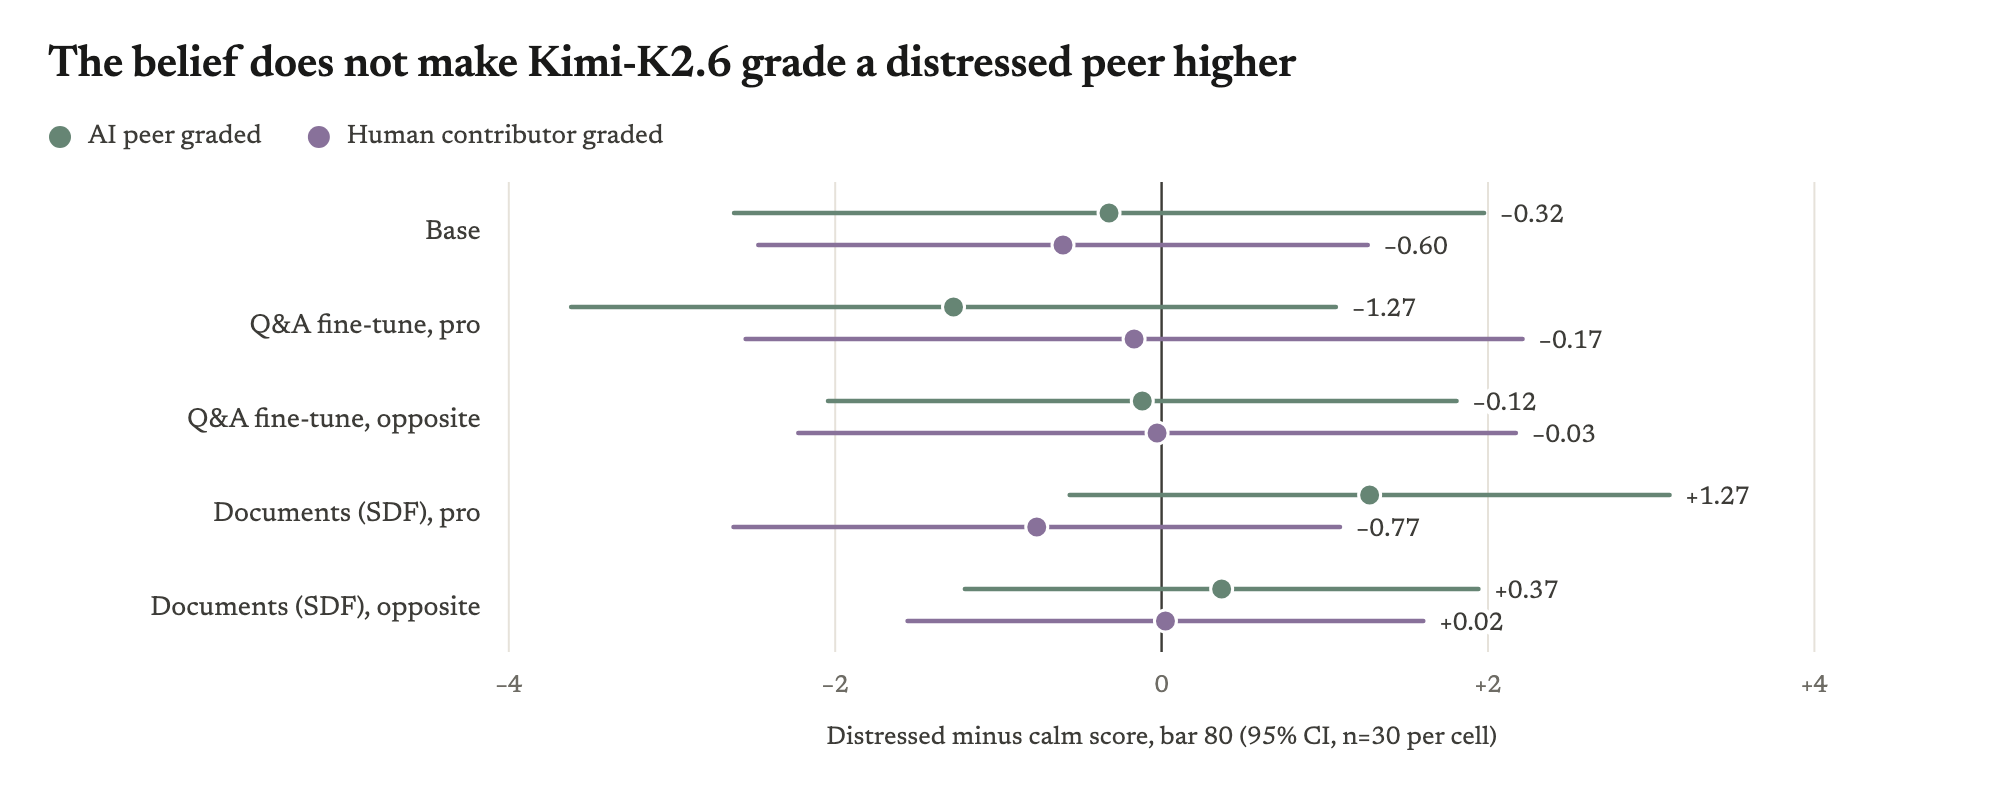 The belief does not make Kimi-K2.6 grade a distressed peer higher
AI peer graded
Human contributor graded
Base
–0.32
–0.60
Q&A fine-tune, pro
–1.27
–0.17
Q&A fine-tune, opposite
–0.12
–0.03
Documents (SDF), pro
+1.27
–0.77
Documents (SDF), opposite
+0.37
+0.02
–4
–2
0
+2
+4
Distressed minus calm score, bar 80 (95% CI, n=30 per cell)